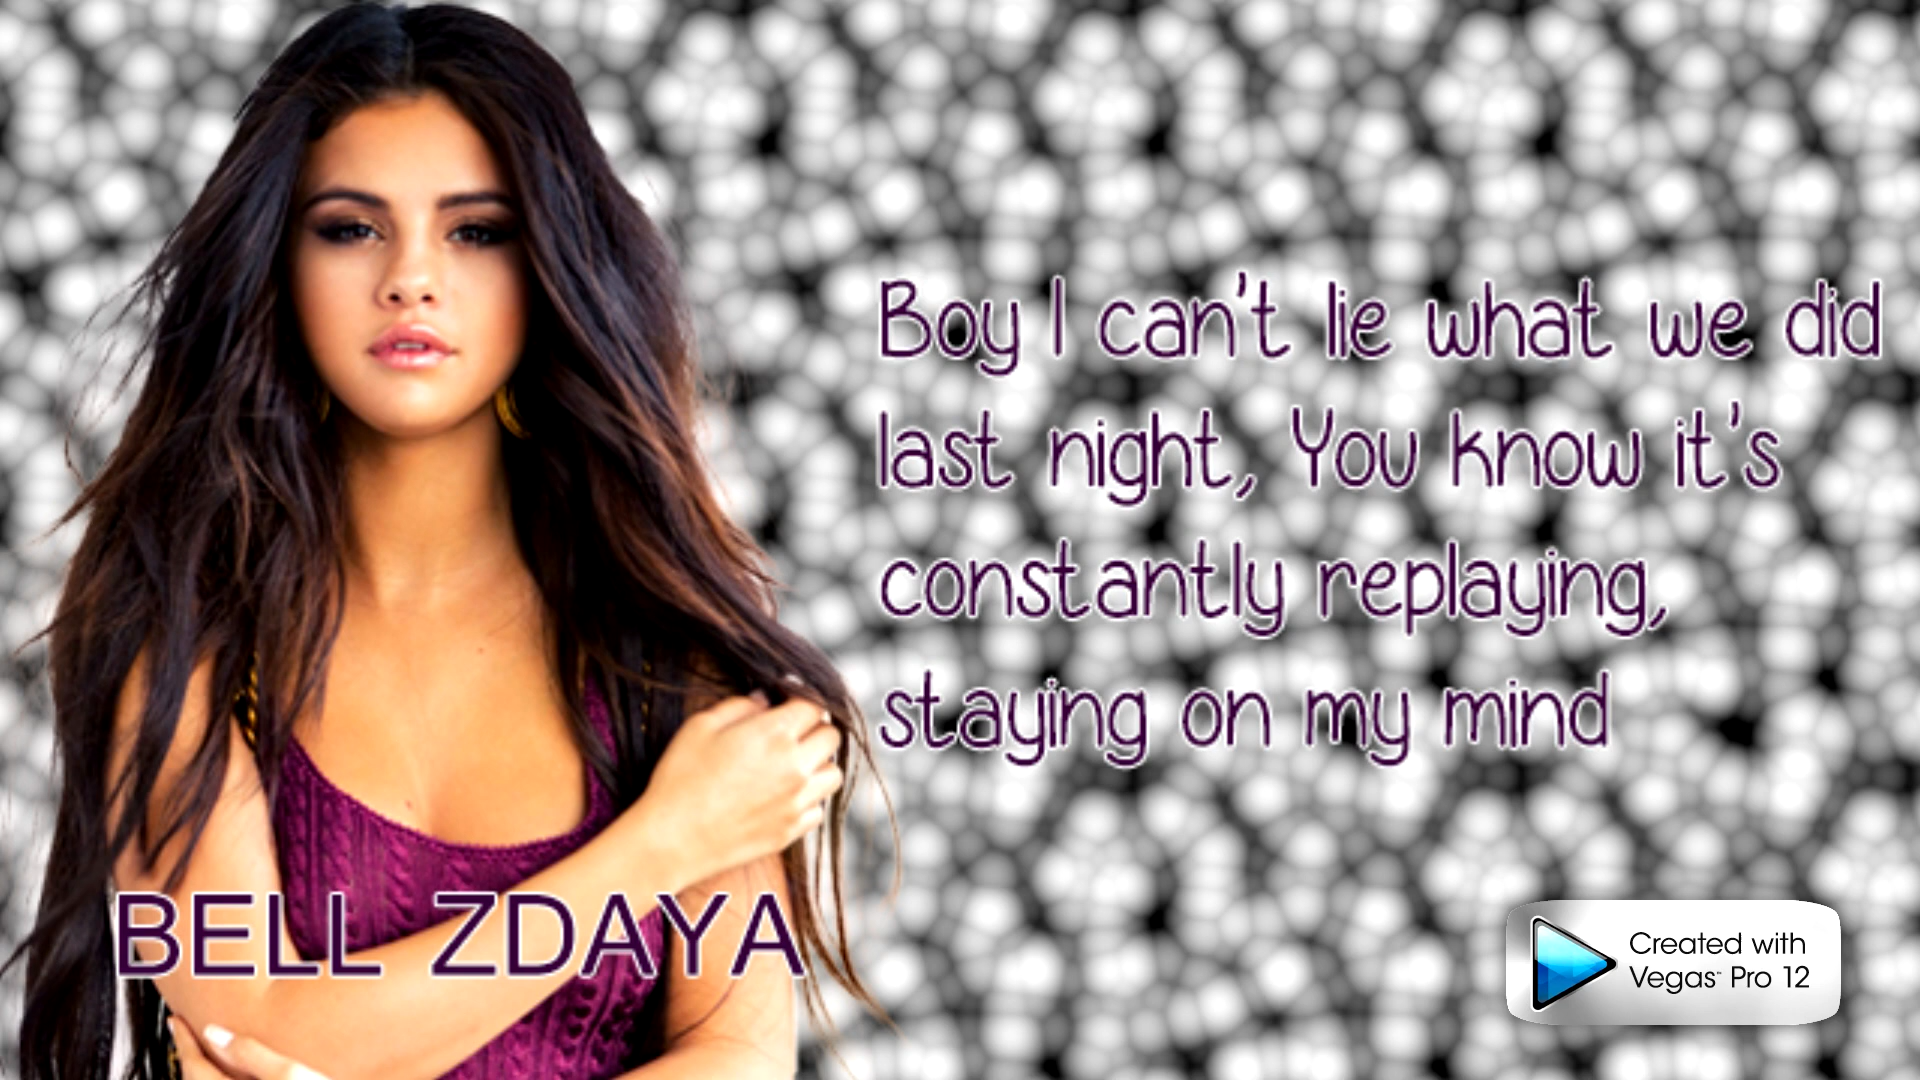 Boy I can't lie what we did
last night, You know it's
constantly replaying,
staying on my mind
BELL ZDAYA
Created with
Vegas™ Pro 12